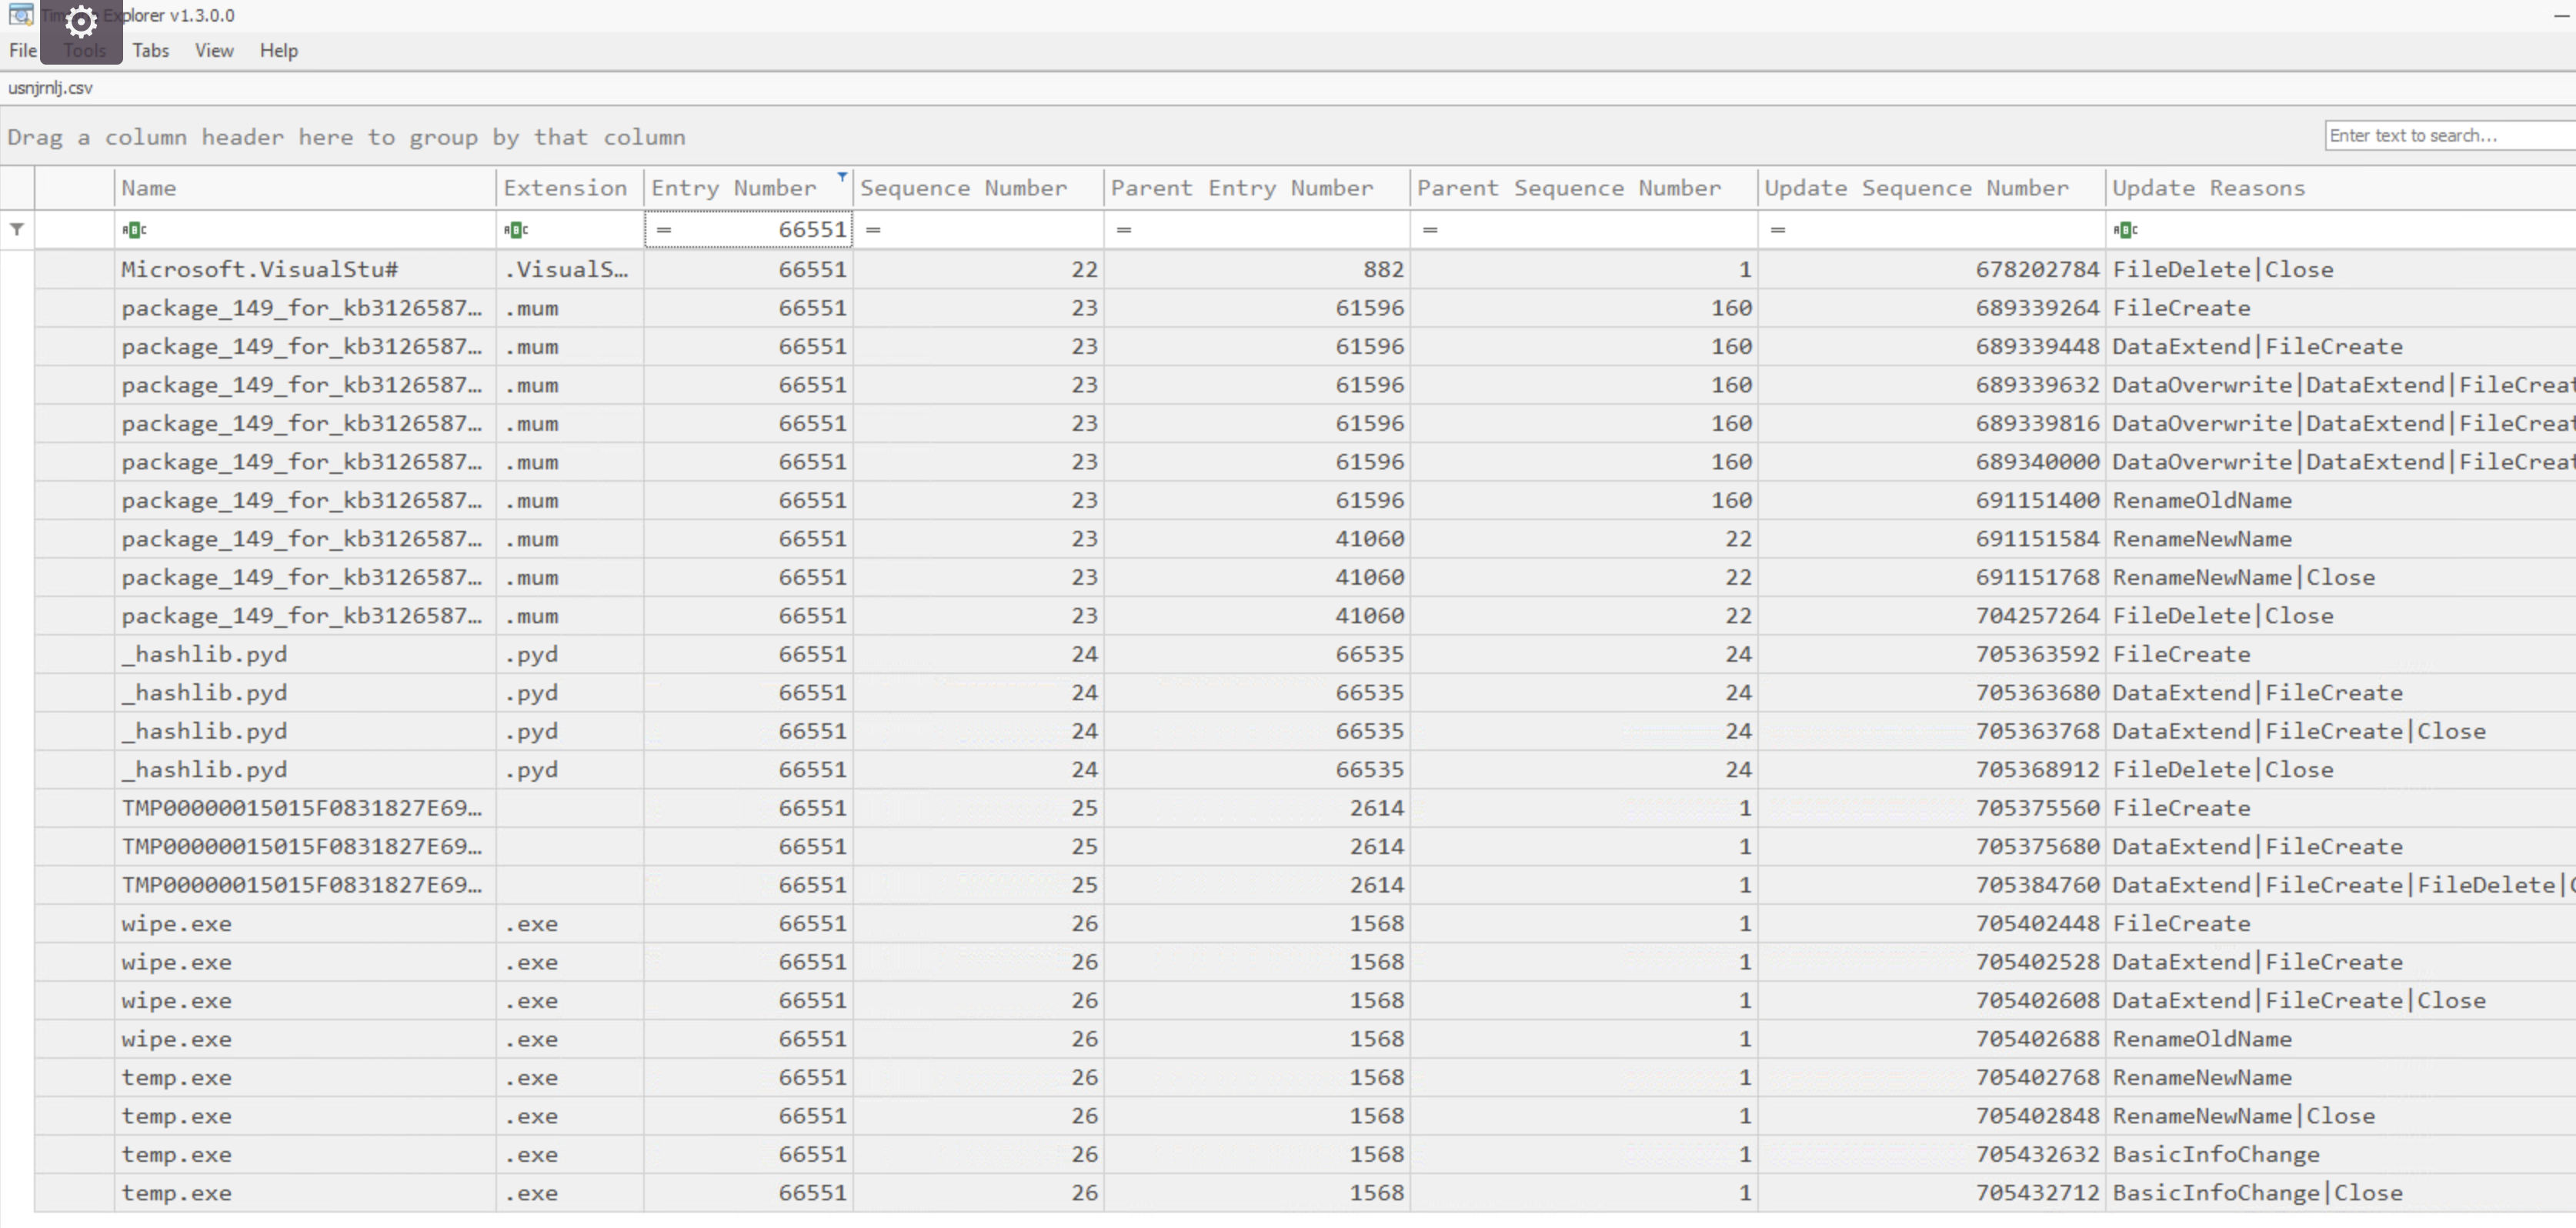 Explorer v1.3.0.0
File Tools Tabs View Help
usnjrnlj.csv
Drag a column header here to group by that column
Enter text to search...
Name Extension Entry Number Sequence Number Parent Entry Number Parent Sequence Number Update Sequence Number Update Reasons
= 66551 = = = =
Microsoft.VisualStu# .VisualS… 66551 22 882 1 678202784 FileDelete|Close
package_149_for_kb3126587… .mum 66551 23 61596 160 689339264 FileCreate
package_149_for_kb3126587… .mum 66551 23 61596 160 689339448 DataExtend|FileCreate
package_149_for_kb3126587… .mum 66551 23 61596 160 689339632 DataOverwrite|DataExtend|FileCreat
package_149_for_kb3126587… .mum 66551 23 61596 160 689339816 DataOverwrite|DataExtend|FileCreat
package_149_for_kb3126587… .mum 66551 23 61596 160 689340000 DataOverwrite|DataExtend|FileCreat
package_149_for_kb3126587… .mum 66551 23 61596 160 691151400 RenameOldName
package_149_for_kb3126587… .mum 66551 23 41060 22 691151584 RenameNewName
package_149_for_kb3126587… .mum 66551 23 41060 22 691151768 RenameNewName|Close
package_149_for_kb3126587… .mum 66551 23 41060 22 704257264 FileDelete|Close
_hashlib.pyd .pyd 66551 24 66535 24 705363592 FileCreate
_hashlib.pyd .pyd 66551 24 66535 24 705363680 DataExtend|FileCreate
_hashlib.pyd .pyd 66551 24 66535 24 705363768 DataExtend|FileCreate|Close
_hashlib.pyd .pyd 66551 24 66535 24 705368912 FileDelete|Close
TMP00000015015F0831827E69… 66551 25 2614 1 705375560 FileCreate
TMP00000015015F0831827E69… 66551 25 2614 1 705375680 DataExtend|FileCreate
TMP00000015015F0831827E69… 66551 25 2614 1 705384760 DataExtend|FileCreate|FileDelete|
wipe.exe .exe 66551 26 1568 1 705402448 FileCreate
wipe.exe .exe 66551 26 1568 1 705402528 DataExtend|FileCreate
wipe.exe .exe 66551 26 1568 1 705402608 DataExtend|FileCreate|Close
wipe.exe .exe 66551 26 1568 1 705402688 RenameOldName
temp.exe .exe 66551 26 1568 1 705402768 RenameNewName
temp.exe .exe 66551 26 1568 1 705402848 RenameNewName|Close
temp.exe .exe 66551 26 1568 1 705432632 BasicInfoChange
temp.exe .exe 66551 26 1568 1 705432712 BasicInfoChange|Close